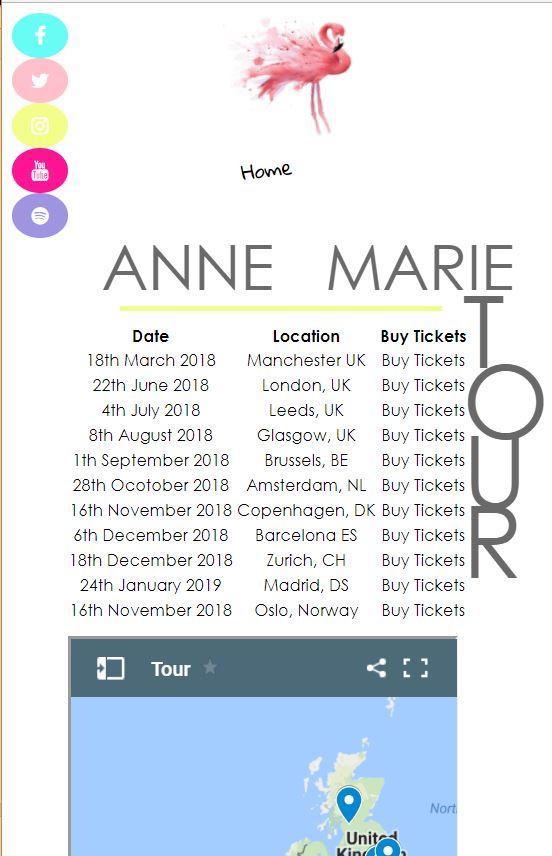 You
Tube
Home
ANNE MARIE
TOUR
Date Location Buy Tickets
18th March 2018 Manchester UK Buy Tickets
22th June 2018 London, UK Buy Tickets
4th July 2018 Leeds, UK Buy Tickets
8th August 2018 Glasgow, UK Buy Tickets
1th September 2018 Brussels, BE Buy Tickets
28th Ocotober 2018 Amsterdam, NL Buy Tickets
16th November 2018 Copenhagen, DK Buy Tickets
6th December 2018 Barcelona ES Buy Tickets
18th December 2018 Zurich, CH Buy Tickets
24th January 2019 Madrid, DS Buy Tickets
16th November 2018 Oslo, Norway Buy Tickets
Tour
Nort
United